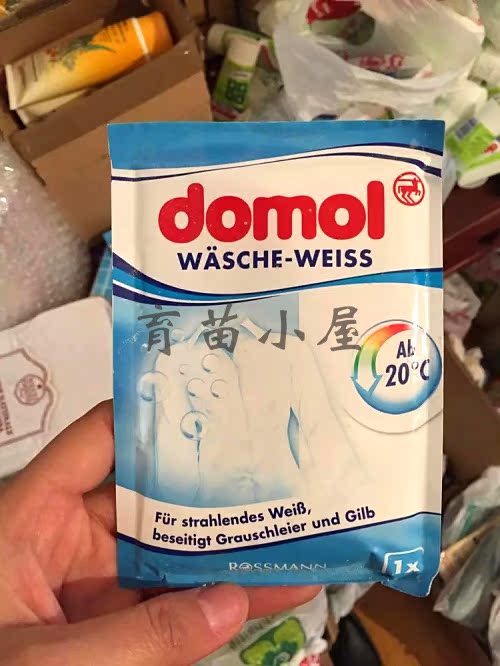 domol
WÄSCHE-WEISS
育苗小屋
Ab
20°C
Für strahlendes Weiß,
beseitigt Grauschleier und Gilb
ROSSMANN
1x